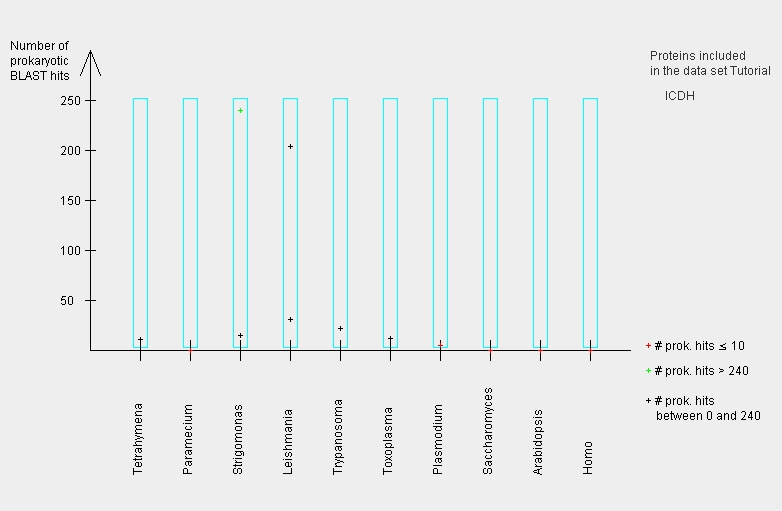 Number of
prokaryotic
BLAST hits
250
200
150
100
50
Tetrahymena
Paramecium
Strigomonas
Leishmania
Trypanosoma
Toxoplasma
Plasmodium
Saccharomyces
Arabidopsis
Homo
Proteins included
in the data set Tutorial
ICDH
# prok. hits ≤ 10
# prok. hits > 240
# prok. hits
between 0 and 240